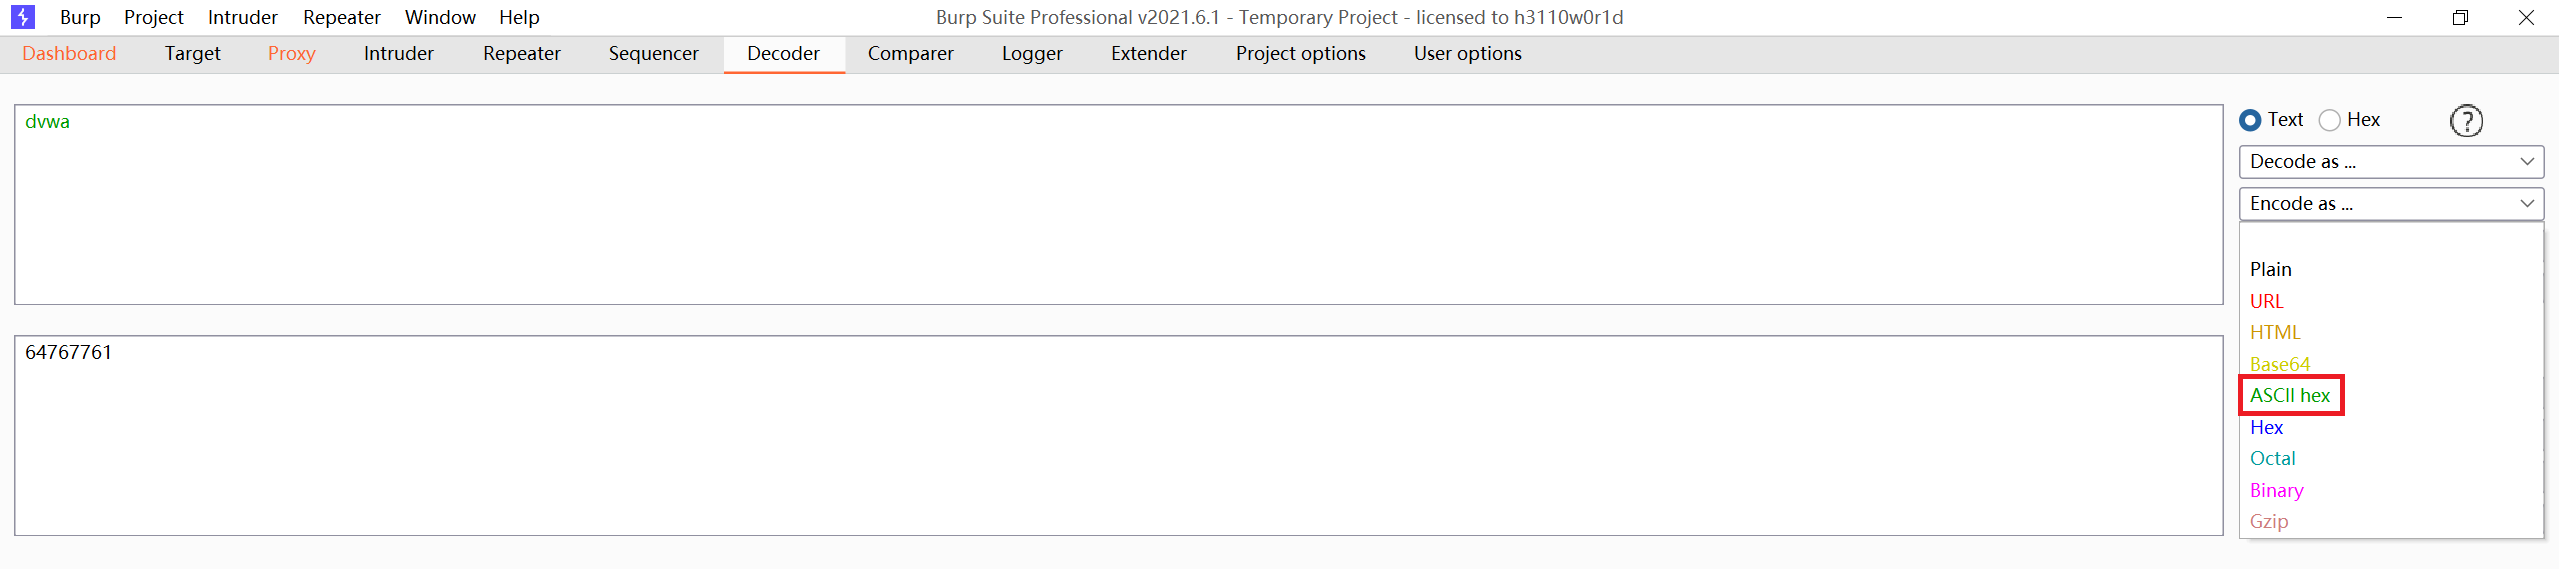 Burp Project Intruder Repeater Window Help Burp Suite Professional v2021.6.1 - Temporary Project - licensed to h3110w0r1d
Dashboard Target Proxy Intruder Repeater Sequencer Decoder Comparer Logger Extender Project options User options
dvwa
Text Hex ?
Decode as ...
Encode as ...
Plain
URL
HTML
Base64
ASCII hex
Hex
Octal
Binary
Gzip
64767761